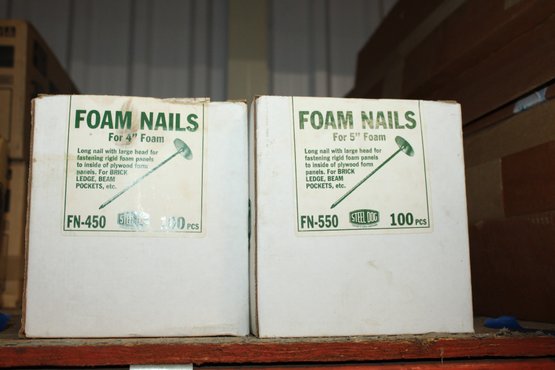 FOAM NAILS
For 4" Foam
Long nail with large head for
fastening rigid foam panels
to inside of plywood form
panels. For BRICK
LEDGE, BEAM
POCKETS, etc.
FN-450
100 PCS
FOAM NAILS
For 5" Foam
Long nail with large head for
fastening rigid foam panels
to inside of plywood form
panels. For BRICK
LEDGE, BEAM
POCKETS, etc.
FN-550 STEEL DOG 100 PCS